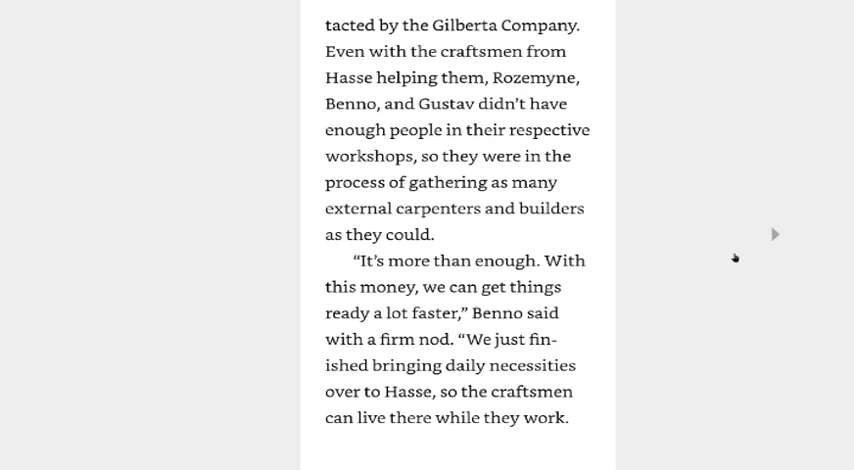 tacted by the Gilberta Company.
Even with the craftsmen from
Hasse helping them, Rozemyne,
Benno, and Gustav didn’t have
enough people in their respective
workshops, so they were in the
process of gathering as many
external carpenters and builders
as they could.
“It’s more than enough. With
this money, we can get things
ready a lot faster,” Benno said
with a firm nod. “We just fin-
ished bringing daily necessities
over to Hasse, so the craftsmen
can live there while they work.